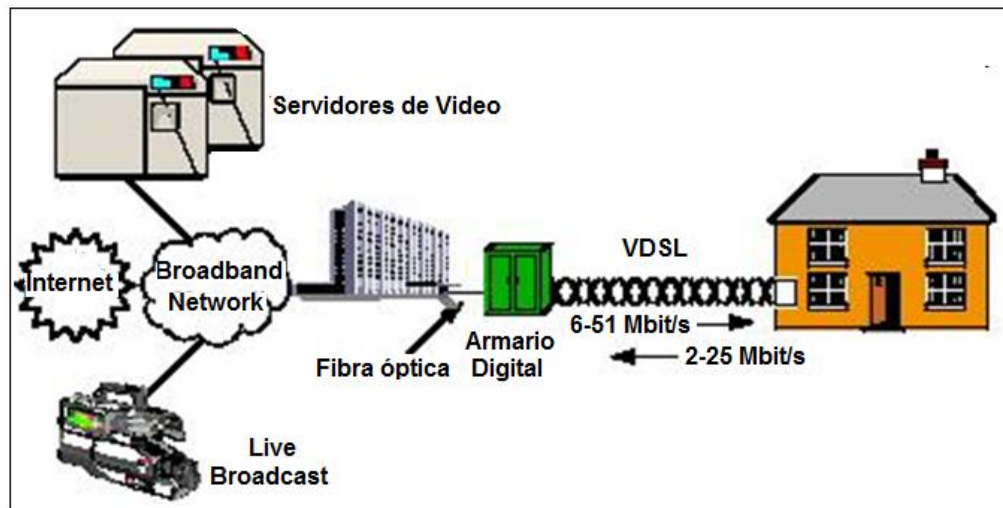 Servidores de Video
Internet
Broadband
Network
Fibra óptica
Armario
Digital
VDSL
6-51 Mbit/s
2-25 Mbit/s
Live
Broadcast